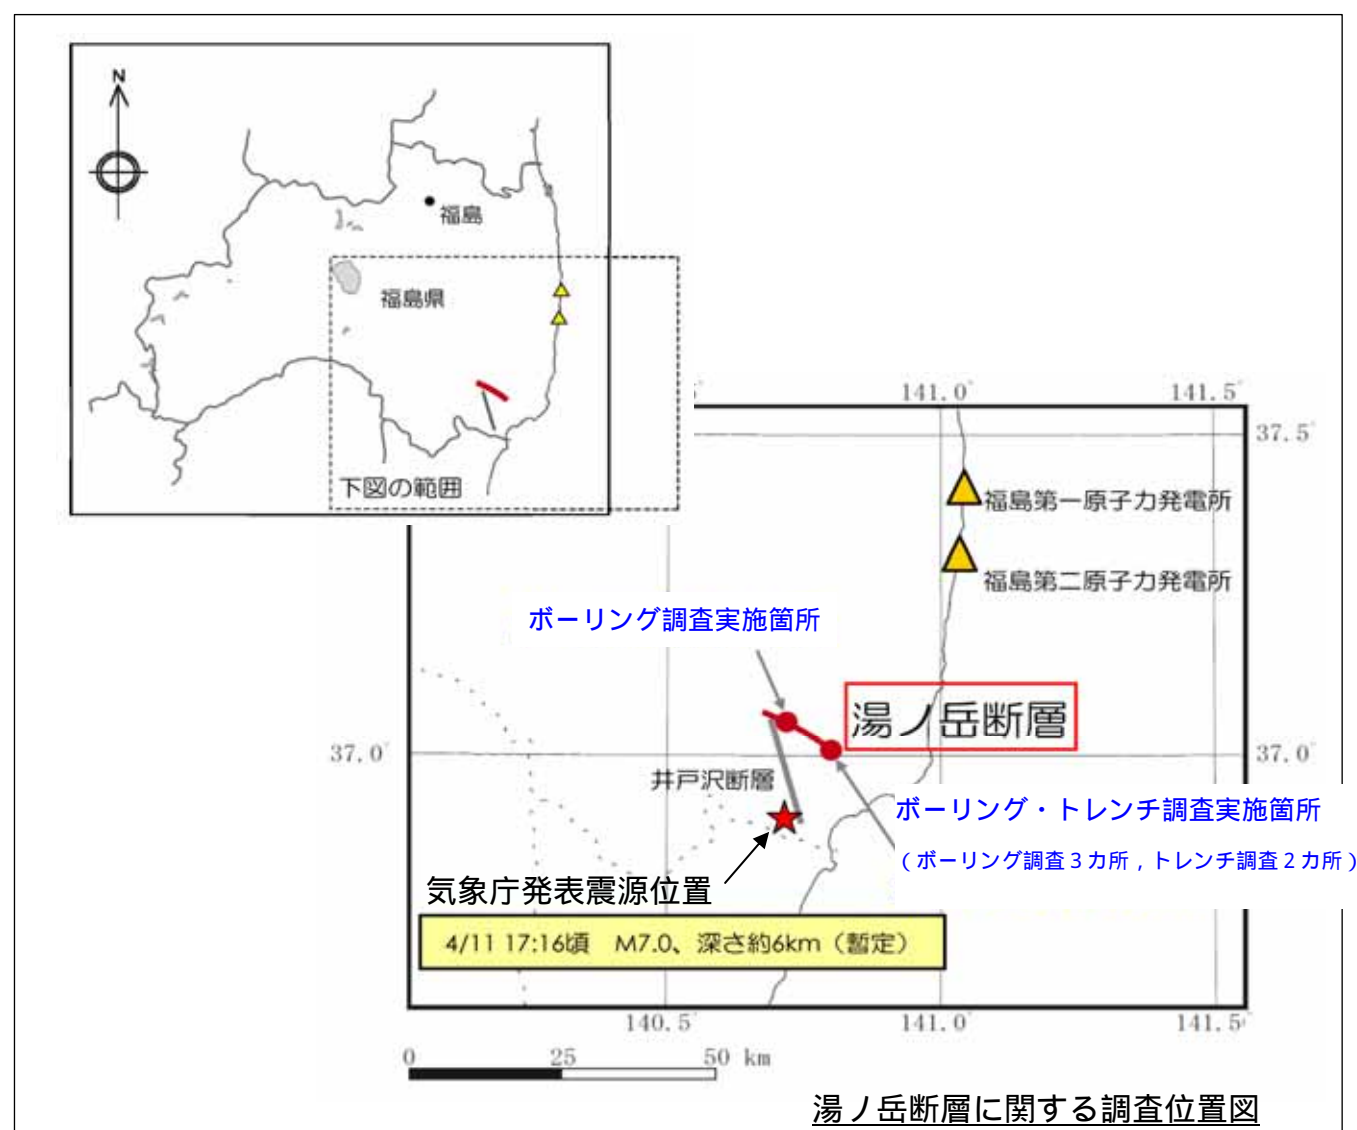 N
福島
福島県
下図の範囲
141.0°
141.5°
37.5°
福島第一原子力発電所
福島第二原子力発電所
ボーリング調査実施箇所
湯ノ岳断層
37.0°
37.0°
井戸沢断層
ボーリング・トレンチ調査実施箇所
（ボーリング調査３カ所，トレンチ調査２カ所）
気象庁発表震源位置
4/11 17:16頃　M7.0、深さ約6km（暫定）
140.5°
141.0°
141.5°
0 25 50 km
湯ノ岳断層に関する調査位置図